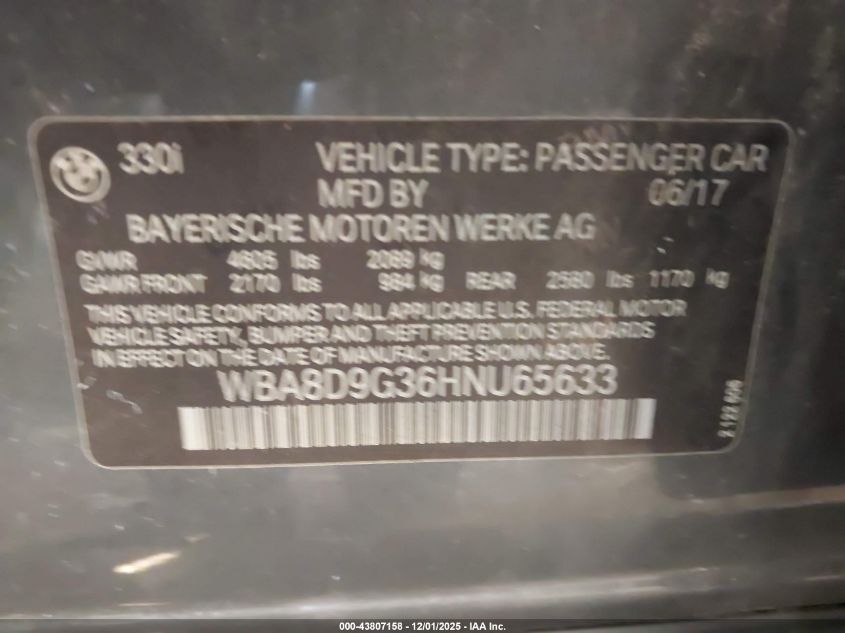 330i VEHICLE TYPE: PASSENGER CAR
MFD BY 06/17
BAYERISCHE MOTOREN WERKE AG
GVWR 4605 lbs 2089 kg
GAWR FRONT 2170 lbs 984 kg REAR 2580 lbs 1170 kg
THIS VEHICLE CONFORMS TO ALL APPLICABLE U.S. FEDERAL MOTOR
VEHICLE SAFETY, BUMPER AND THEFT PREVENTION STANDARDS
IN EFFECT ON THE DATE OF MANUFACTURE SHOWN ABOVE.
WBA8D9G36HNU65633
000-43807158 - 12/01/2025 - IAA Inc.